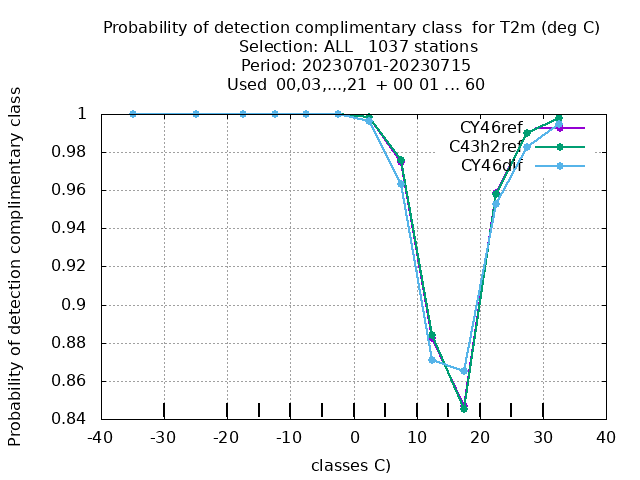 Probability of detection complimentary class  for T2m (deg C)
Selection: ALL   1037 stations
Period: 20230701-20230715
Used  00,03,...,21  + 00 01 ... 60
Probability of detection complimentary class
1
0.98
0.96
0.94
0.92
0.9
0.88
0.86
0.84
CY46ref
C43h2ref
CY46dif
-40 -30 -20 -10 0 10 20 30 40
classes C)